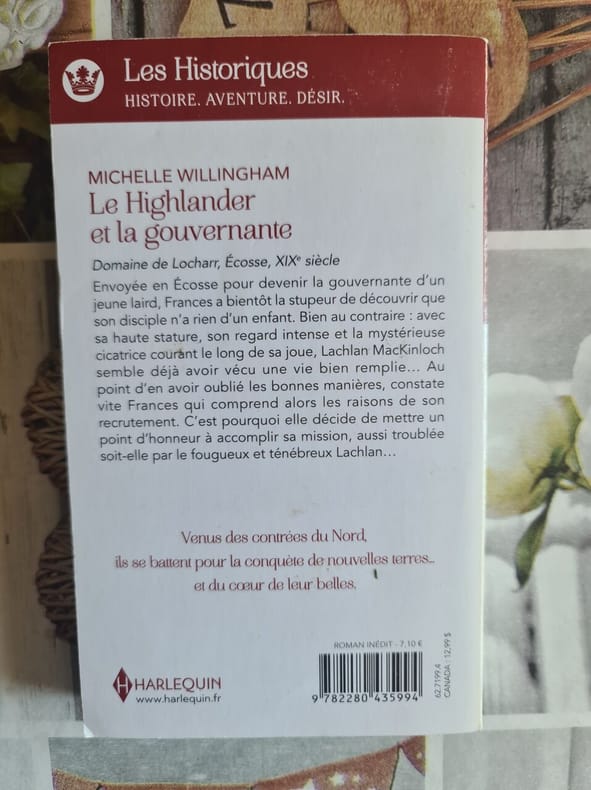 Les Historiques
HISTOIRE. AVENTURE. DÉSIR.
MICHELLE WILLINGHAM
Le Highlander
et la gouvernante
Domaine de Locharr, Écosse, XIXe siècle
Envoyée en Écosse pour devenir la gouvernante d'un
jeune laird, Frances a bientôt la stupeur de découvrir que
son disciple n'a rien d'un enfant. Bien au contraire : avec
sa haute stature, son regard intense et la mystérieuse
cicatrice courant le long de sa joue, Lachlan MacKinloch
semble déjà avoir vécu une vie bien remplie... Au
point d'en avoir oublié les bonnes manières, constate
vite Frances qui comprend alors les raisons de son
recrutement. C'est pourquoi elle décide de mettre un
point d'honneur à accomplir sa mission, aussi troublée
soit-elle par le fougueux et ténébreux Lachlan...
Venus des contrées du Nord,
ils se battent pour la conquête de nouvelles terres...
et du cœur de leur belles.
ROMAN INÉDIT - 7,10 €
9 782280 435994
62.7199.4
CANADA : 12,99 $
H HARLEQUIN
www.harlequin.fr